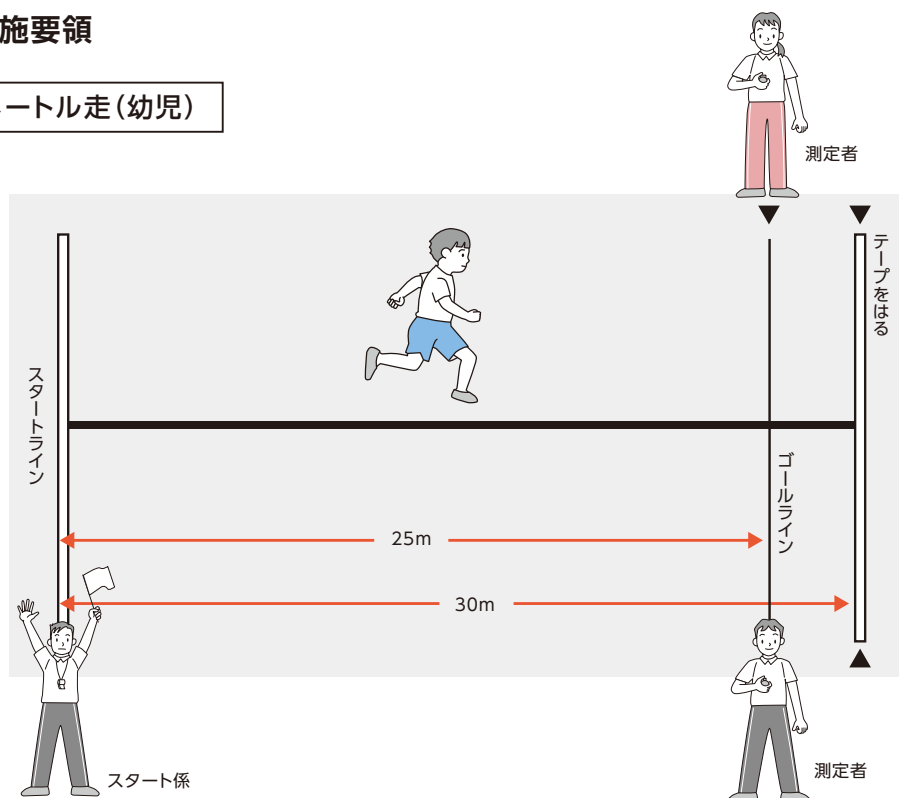 施要領
ートル走(幼児)
測定者
テープをはる
スタートライン
ゴールライン
25m
30m
スタート係
測定者